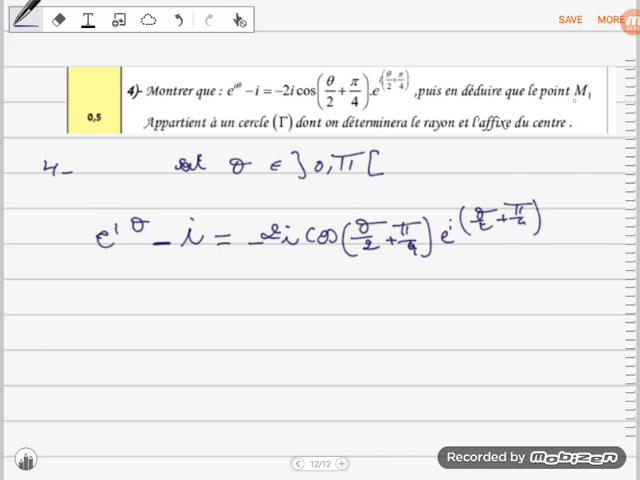 SAVE MORE
4)- Montrer que : e^{iθ} − i = −2i cos(θ/2 + π/4).e^{i(θ/2 + π/4)} ,puis en déduire que le point M₁
0,5
Appartient à un cercle (Γ) dont on déterminera le rayon et l'affixe du centre .
4- soit θ ∈ ]0,π[
e^{iθ} − i = −2i cos(θ/2 + π/4) e^{i(θ/2 + π/4)}
12/12
Recorded by Mobizen